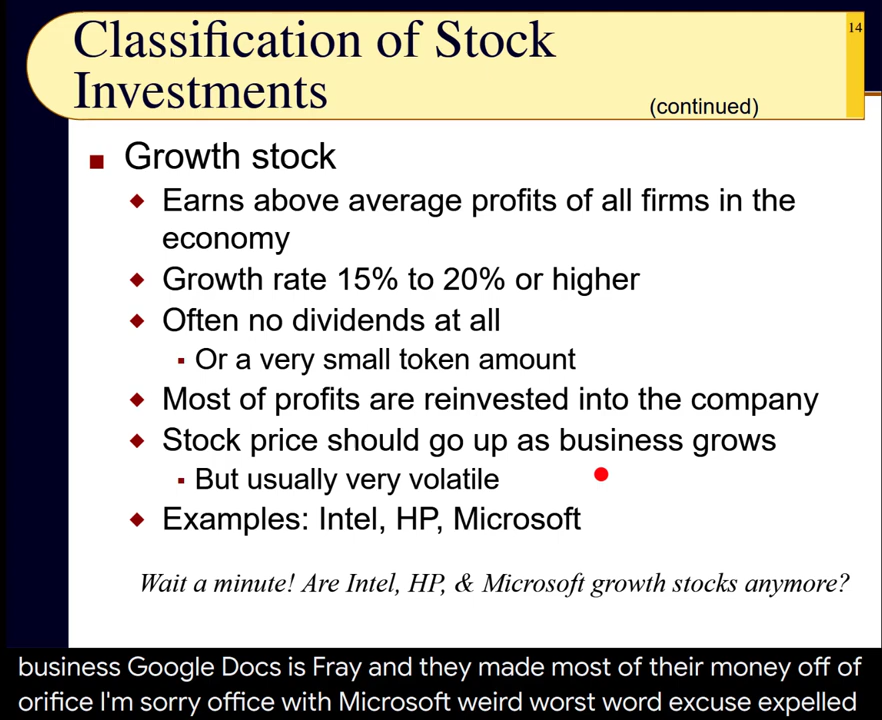 Classification of Stock
Investments
(continued)
14
Growth stock
Earns above average profits of all firms in the
economy
Growth rate 15% to 20% or higher
Often no dividends at all
Or a very small token amount
Most of profits are reinvested into the company
Stock price should go up as business grows
But usually very volatile
Examples: Intel, HP, Microsoft
Wait a minute! Are Intel, HP, & Microsoft growth stocks anymore?
business Google Docs is Fray and they made most of their money off of
orifice I'm sorry office with Microsoft weird worst word excuse expelled